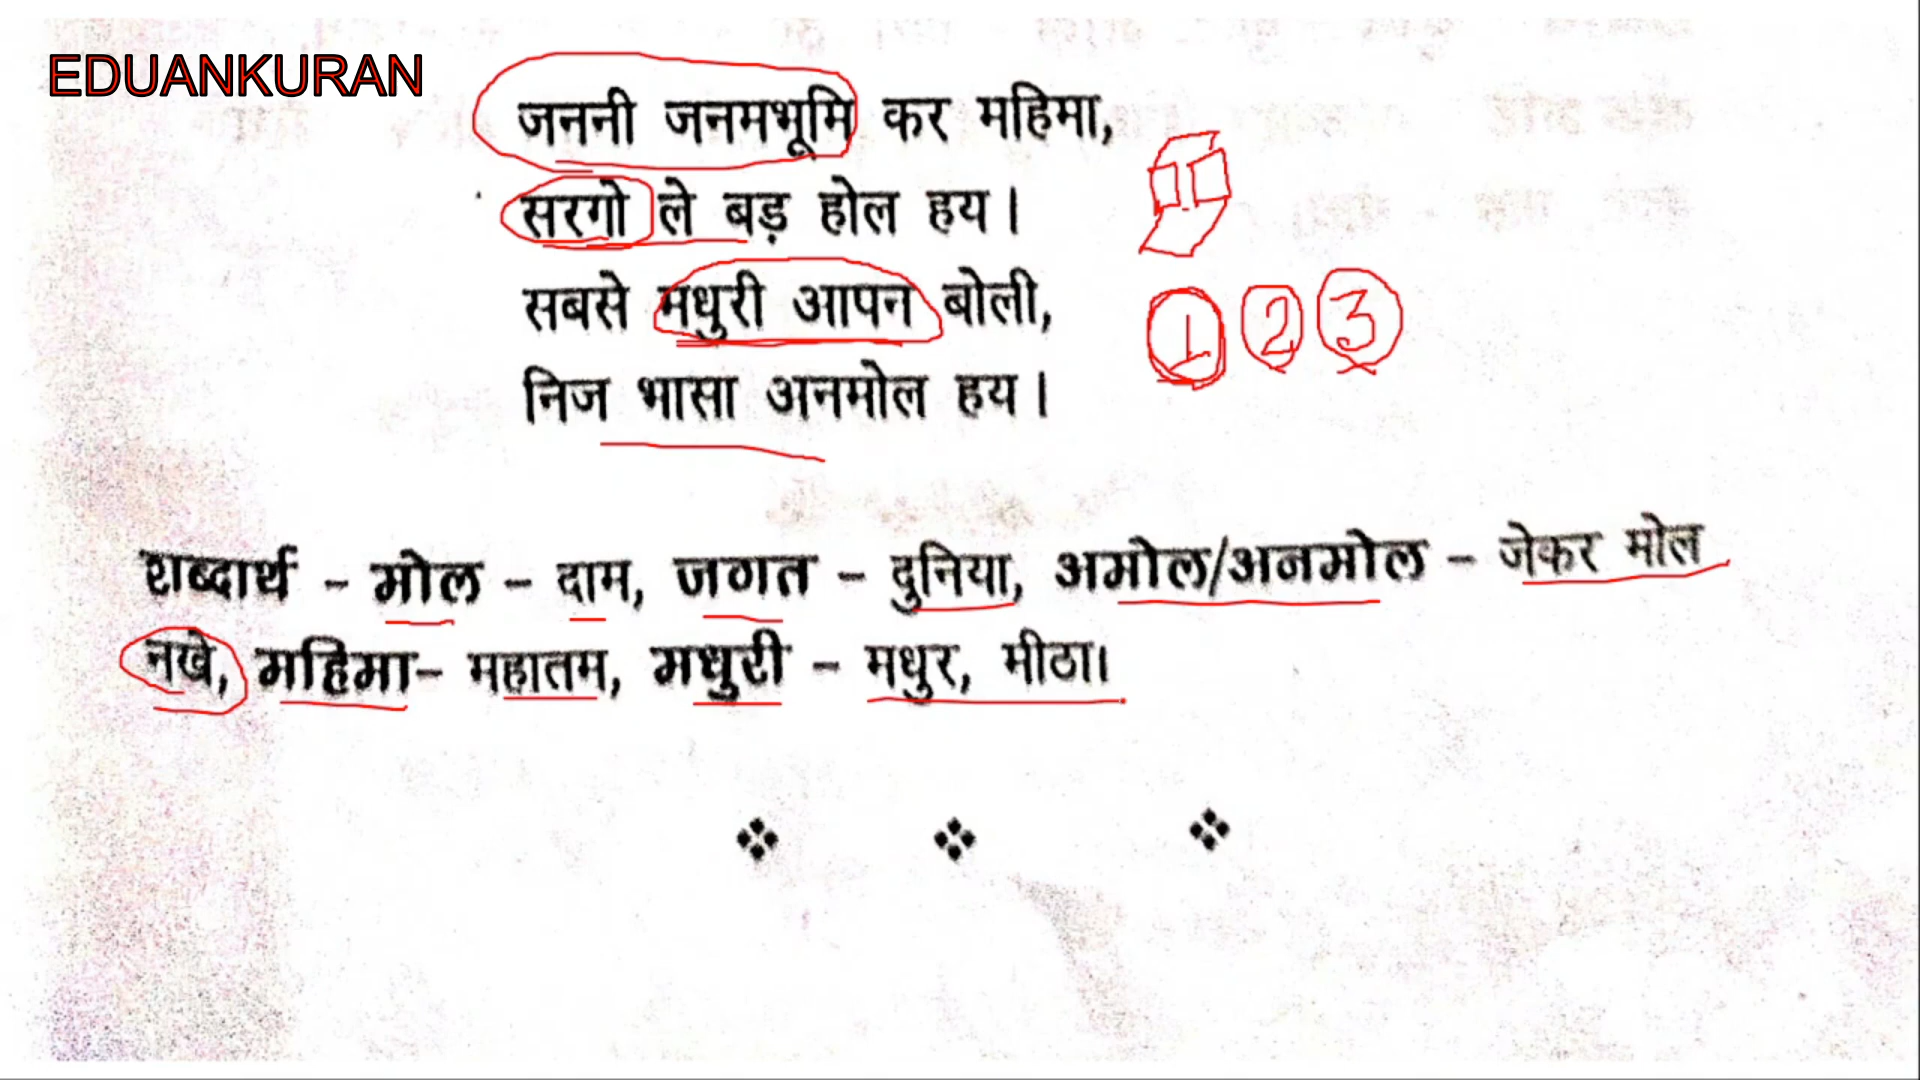 EDUANKURAN
जननी जनमभूमि कर महिमा,
सरगो ले बड़ होल हय।
सबसे मधुरी आपन बोली,
निज भासा अनमोल हय।
1 2 3
शब्दार्थ - मोल - दाम, जगत - दुनिया, अमोल/अनमोल - जेकर मोल
नखे, महिमा- महातम, मधुरी - मधुर, मीठा।